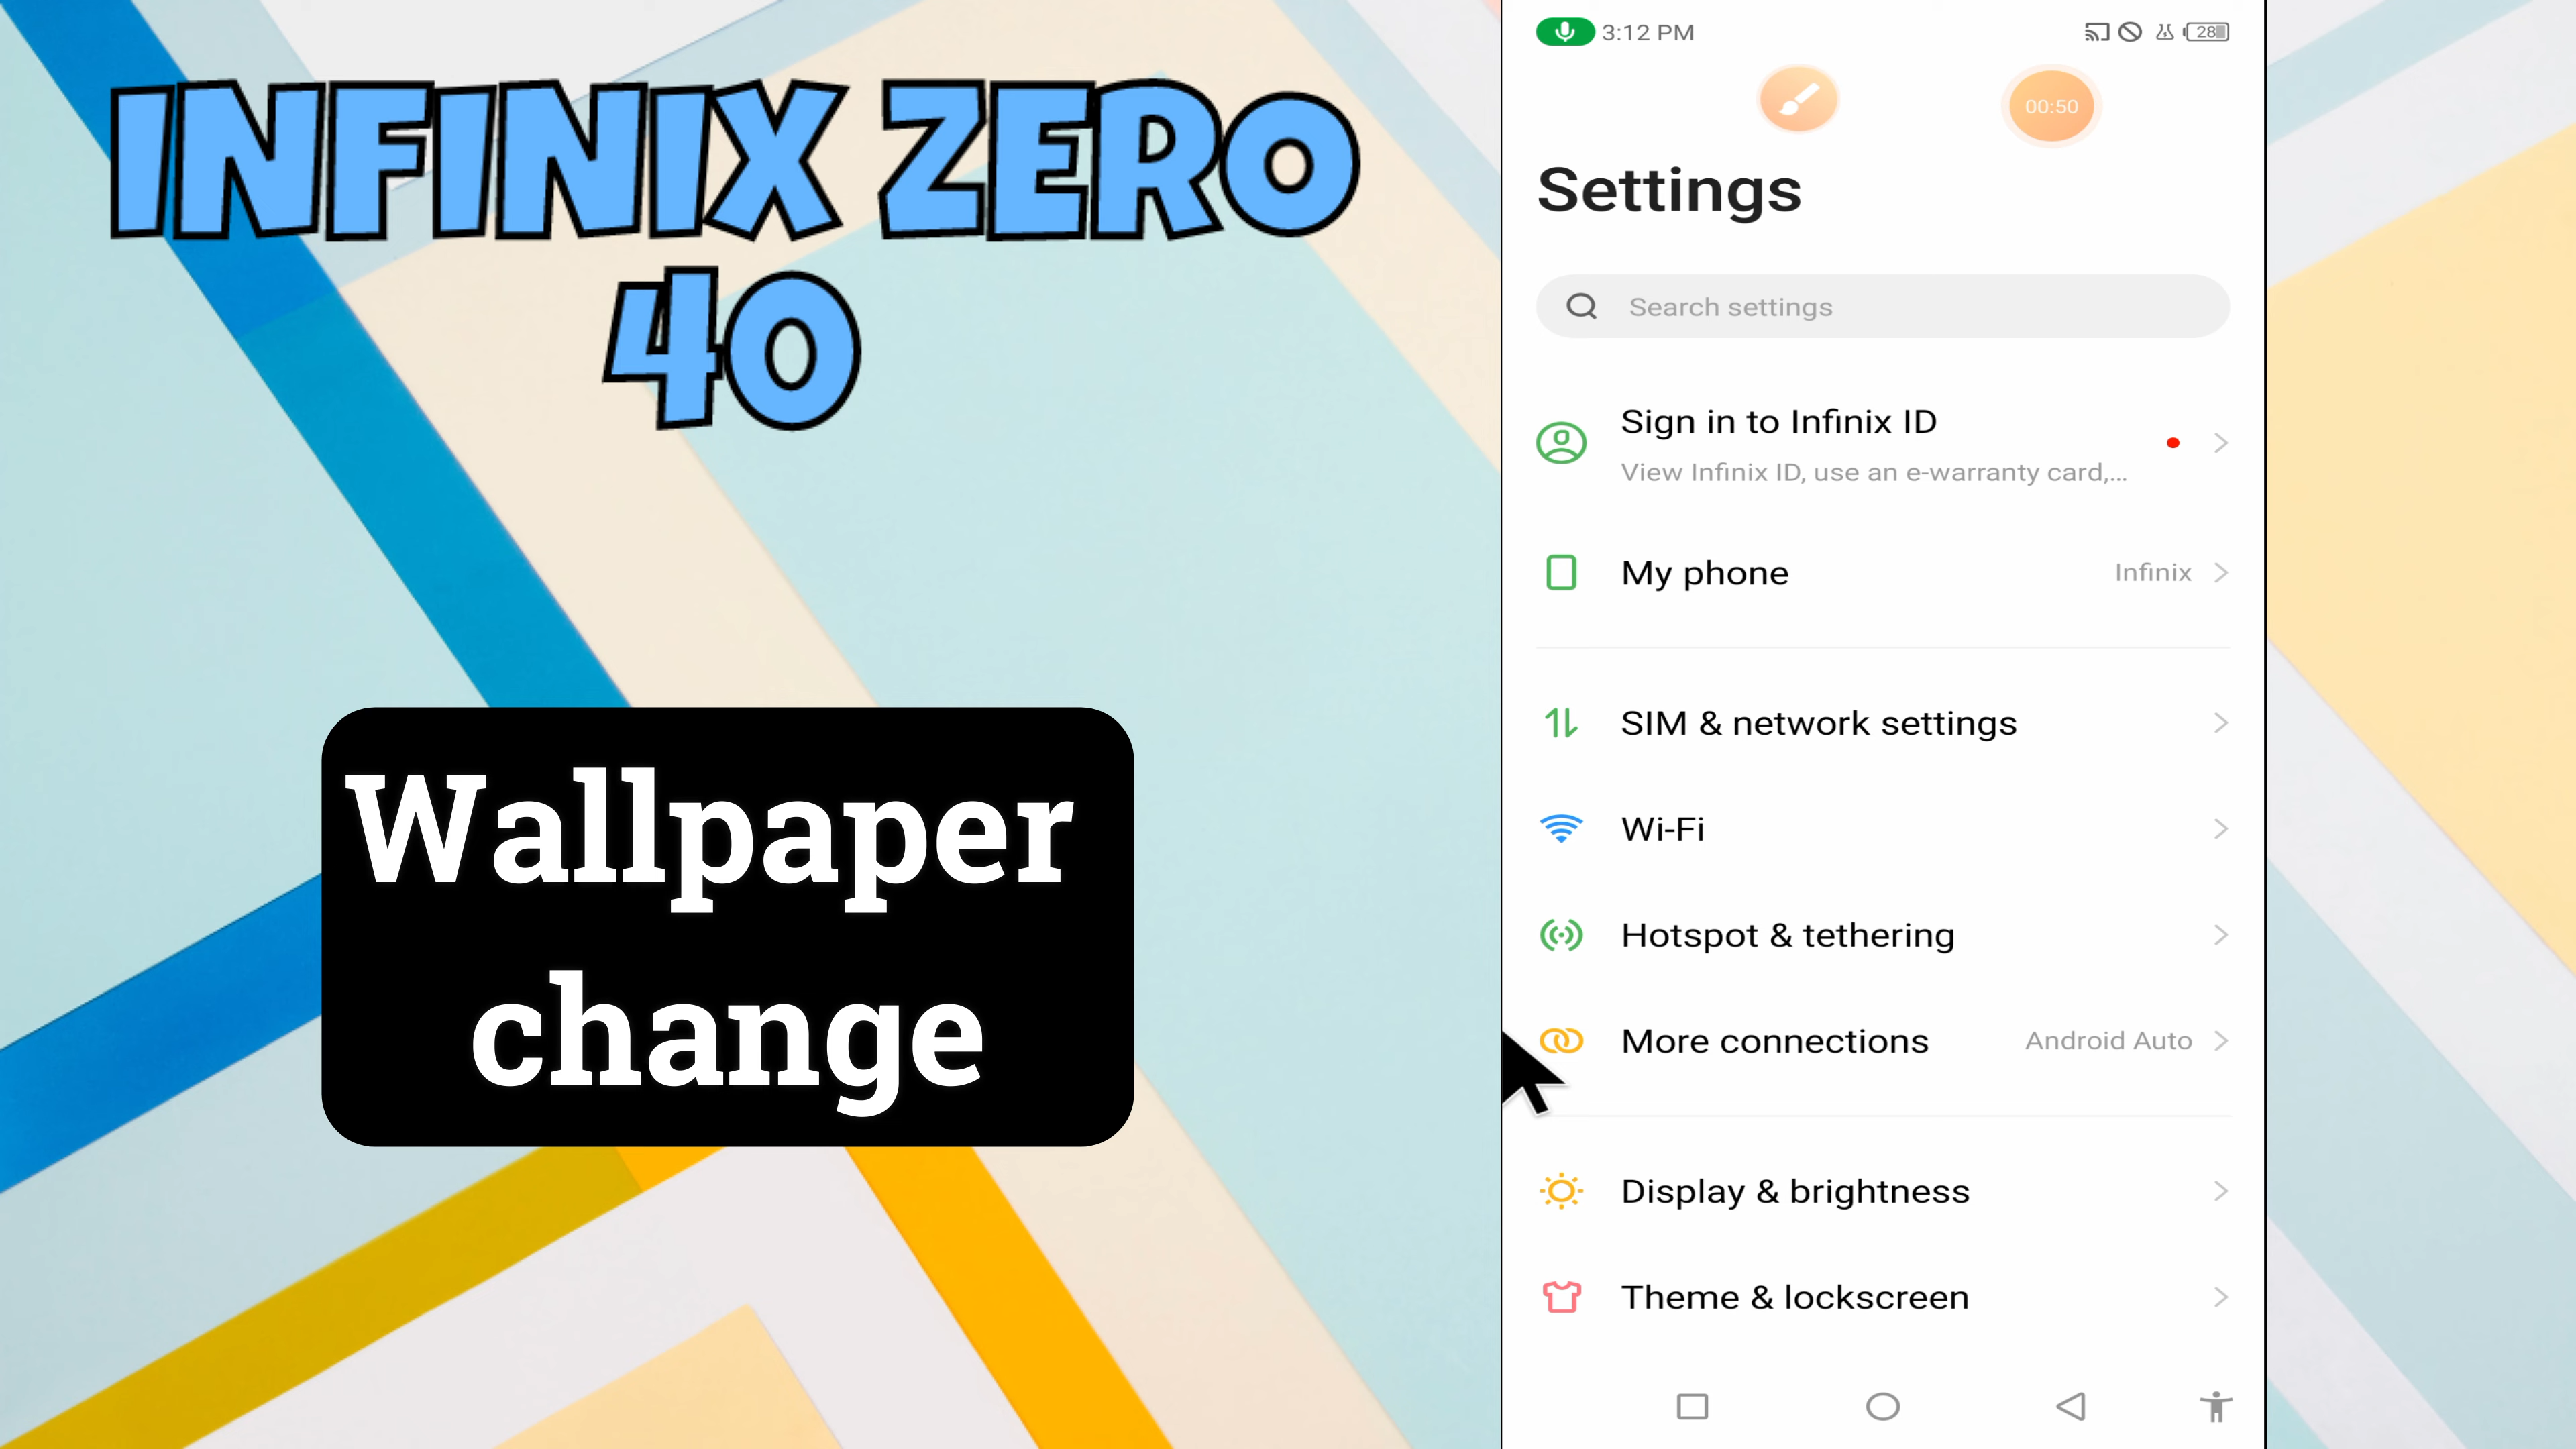 INFINIX ZERO
40
Wallpaper
change
3:12 PM
28
00:50
Settings
Search settings
Sign in to Infinix ID
View Infinix ID, use an e-warranty card,...
My phone
Infinix
SIM & network settings
Wi-Fi
Hotspot & tethering
More connections
Android Auto
Display & brightness
Theme & lockscreen